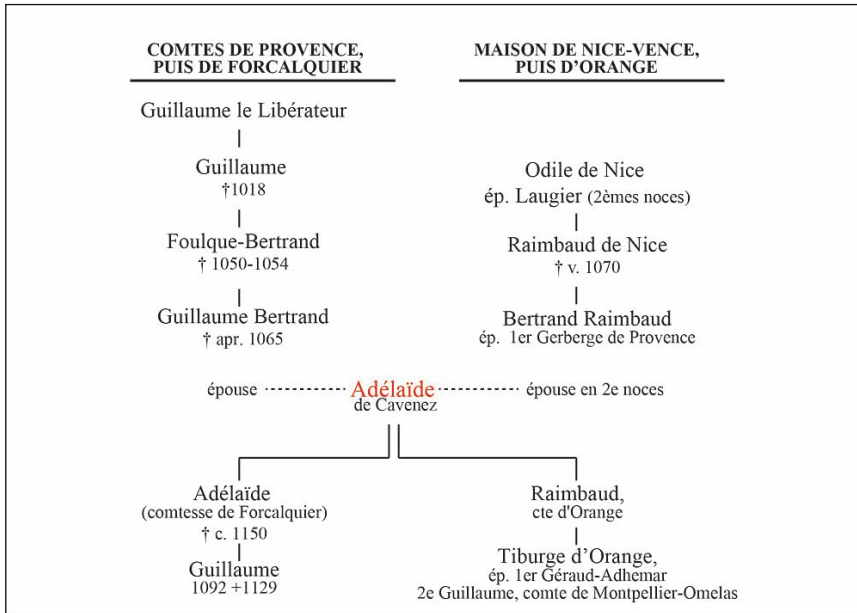 COMTES DE PROVENCE,
PUIS DE FORCALQUIER
Guillaume le Libérateur
Guillaume
†1018
Foulque-Bertrand
† 1050-1054
Guillaume Bertrand
† apr. 1065
MAISON DE NICE-VENCE,
PUIS D’ORANGE
Odile de Nice
ép. Laugier (2èmes noces)
Raimbaud de Nice
† v. 1070
Bertrand Raimbaud
ép. 1er Gerberge de Provence
épouse
Adélaïde
de Cavenez
épouse en 2e noces
Adélaïde
(comtesse de Forcalquier)
† c. 1150
Guillaume
1092 +1129
Raimbaud,
cte d'Orange
Tiburge d’Orange,
ép. 1er Géraud-Adhemar
2e Guillaume, comte de Montpellier-Omelas